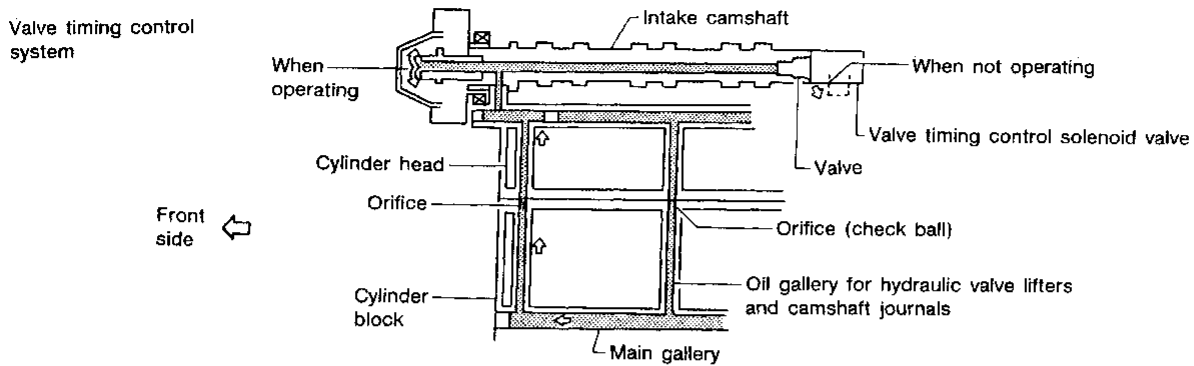 Valve timing control
system
Intake camshaft
When
operating
When not operating
Valve timing control solenoid valve
Cylinder head
Valve
Orifice
Front
side
Orifice (check ball)
Oil gallery for hydraulic valve lifters
and camshaft journals
Cylinder
block
Main gallery